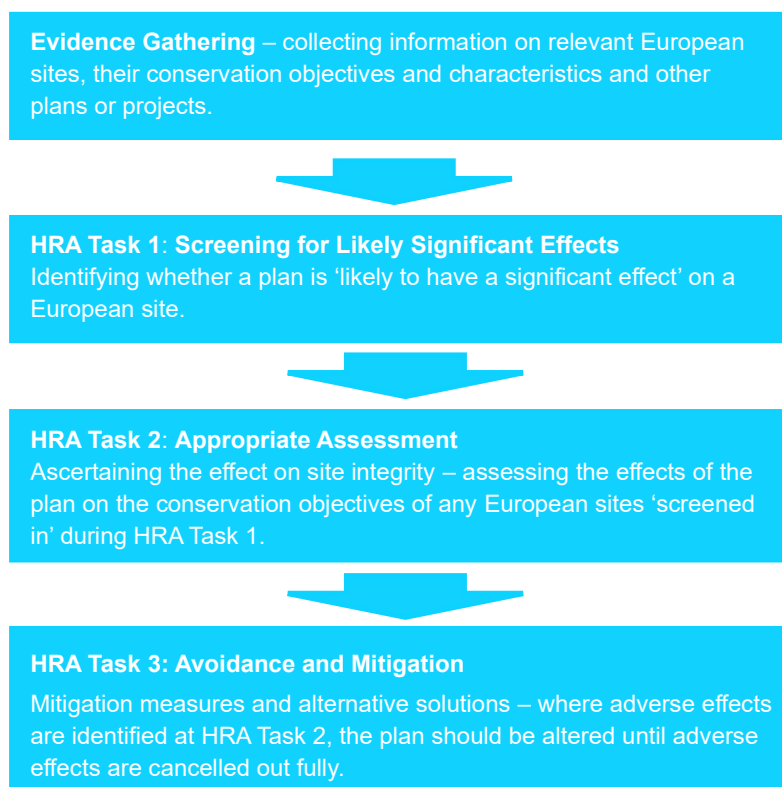 Evidence Gathering – collecting information on relevant European
sites, their conservation objectives and characteristics and other
plans or projects.
HRA Task 1: Screening for Likely Significant Effects
Identifying whether a plan is ‘likely to have a significant effect’ on a
European site.
HRA Task 2: Appropriate Assessment
Ascertaining the effect on site integrity – assessing the effects of the
plan on the conservation objectives of any European sites ‘screened
in’ during HRA Task 1.
HRA Task 3: Avoidance and Mitigation
Mitigation measures and alternative solutions – where adverse effects
are identified at HRA Task 2, the plan should be altered until adverse
effects are cancelled out fully.